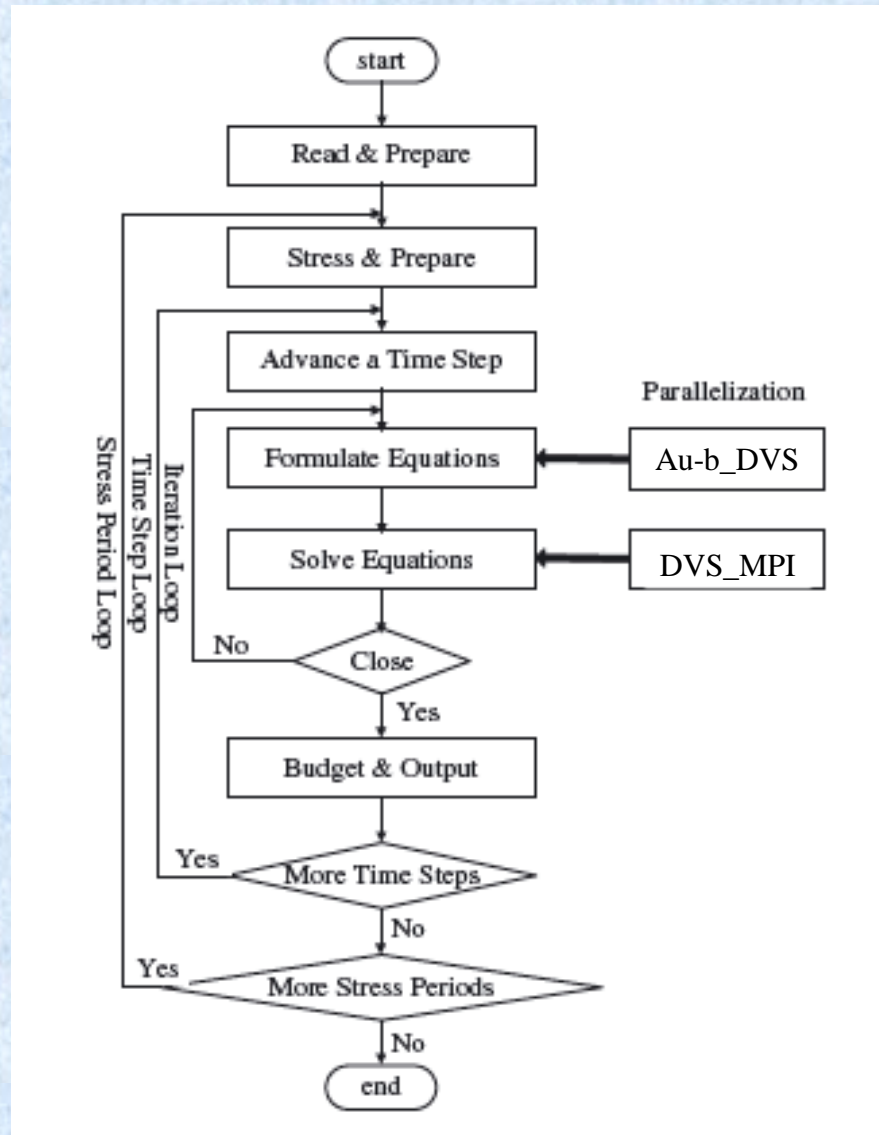 start
Read & Prepare
Stress & Prepare
Advance a Time Step
Parallelization
Formulate Equations
Au-b_DVS
Solve Equations
DVS_MPI
Iteration Loop
Time Step Loop
Stress Period Loop
No
Close
Yes
Budget & Output
Yes
More Time Steps
No
Yes
More Stress Periods
No
end